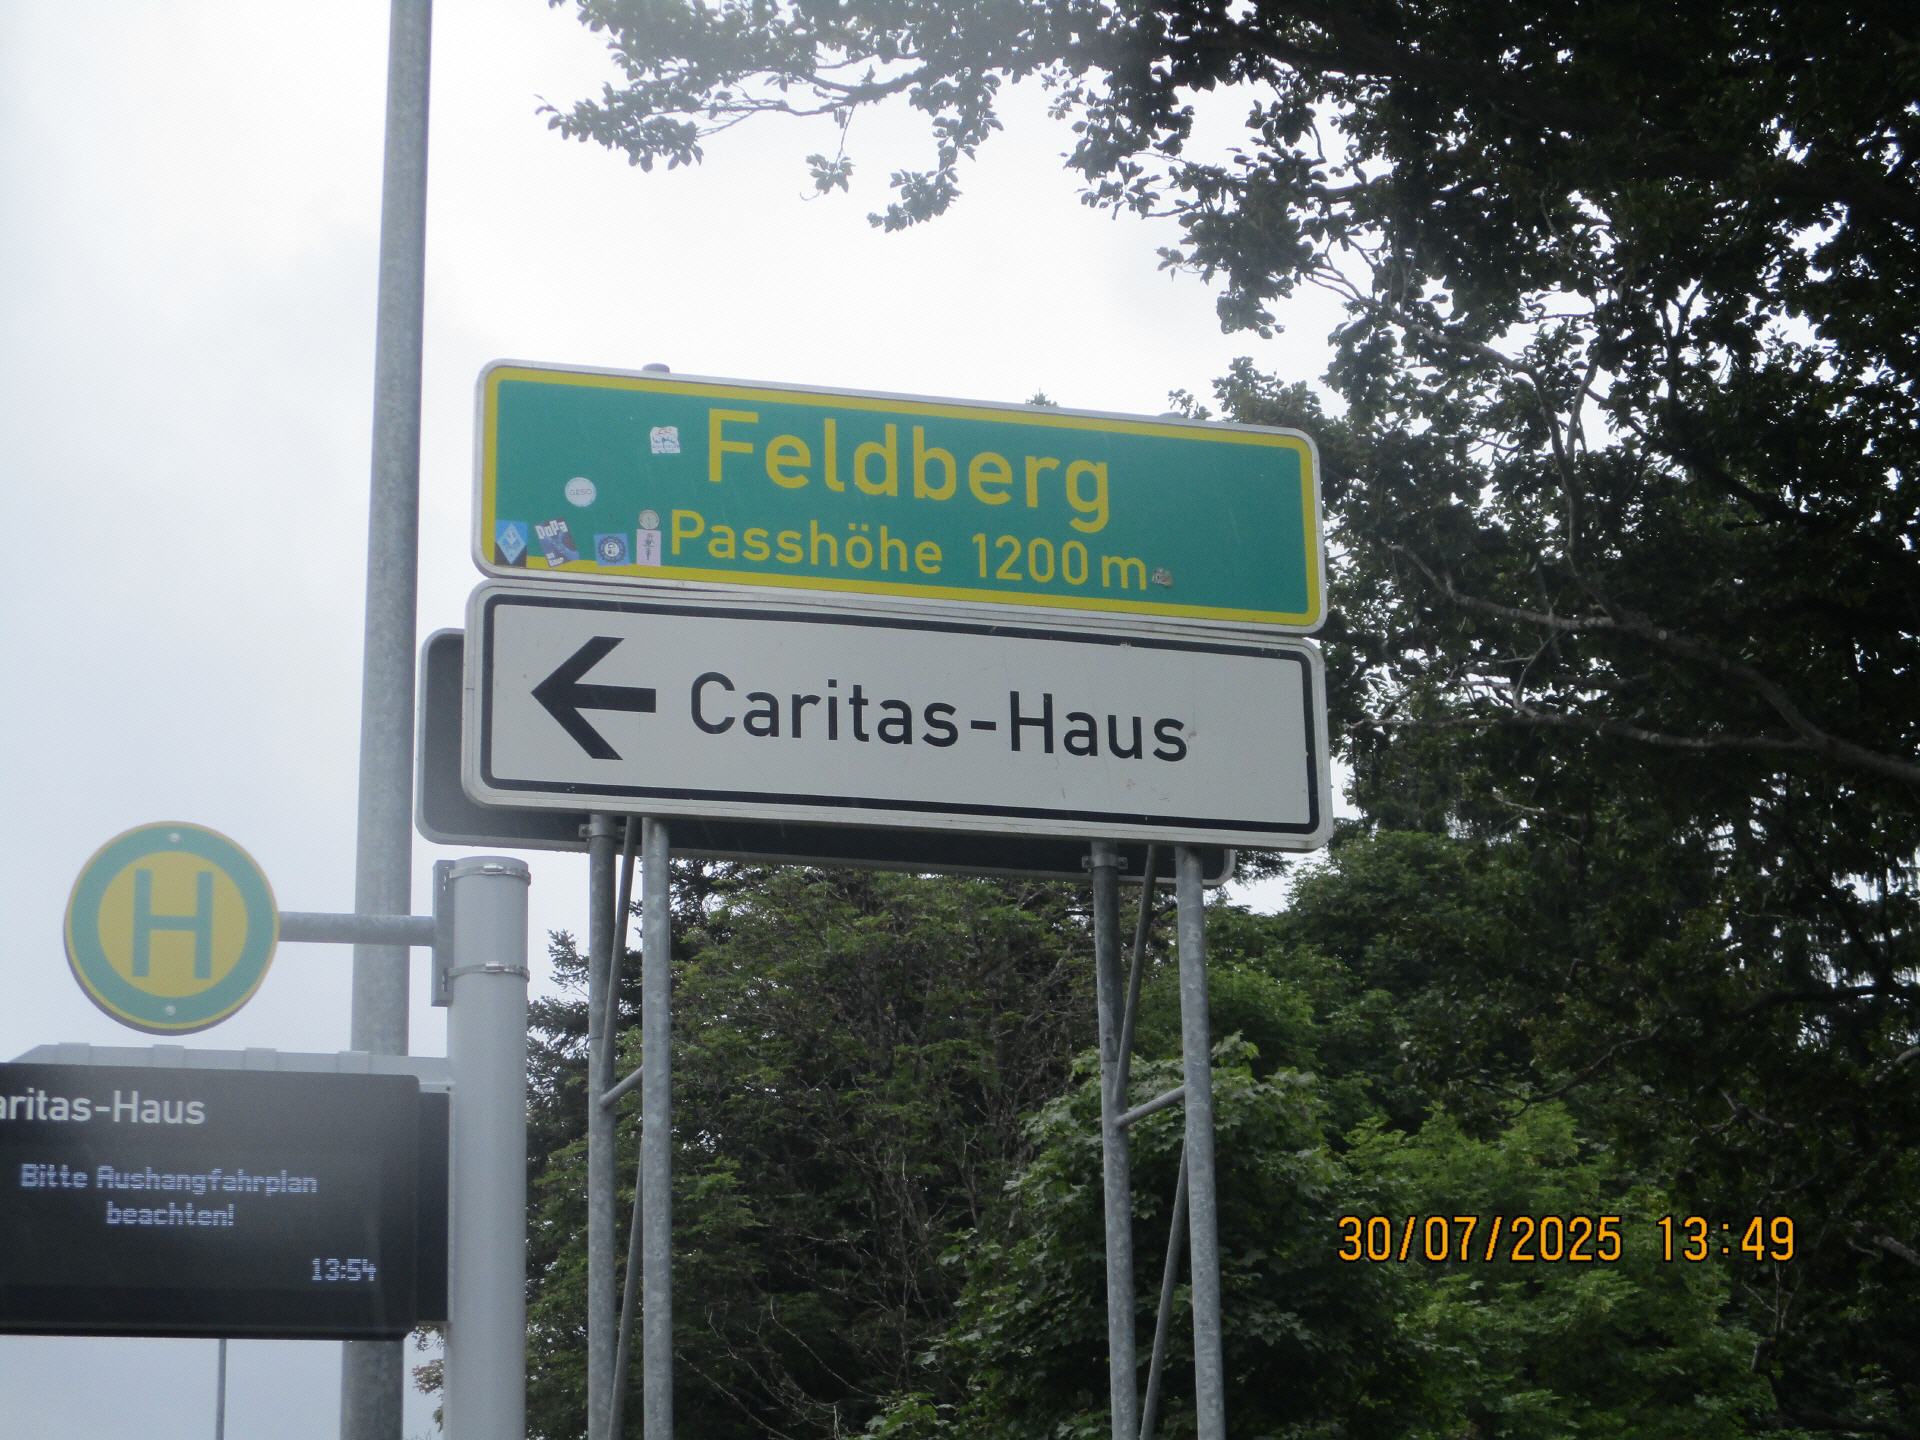 Feldberg
Passhöhe 1200 m
Caritas-Haus
H
aritas-Haus
Bitte Aushangfahrplan
beachten!
13:54
30/07/2025 13:49